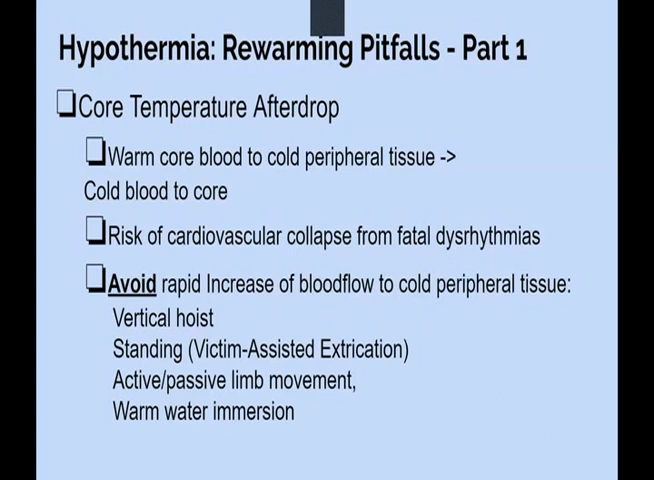 Hypothermia: Rewarming Pitfalls - Part 1
Core Temperature Afterdrop
Warm core blood to cold peripheral tissue ->
Cold blood to core
Risk of cardiovascular collapse from fatal dysrhythmias
Avoid rapid Increase of bloodflow to cold peripheral tissue:
Vertical hoist
Standing (Victim-Assisted Extrication)
Active/passive limb movement,
Warm water immersion